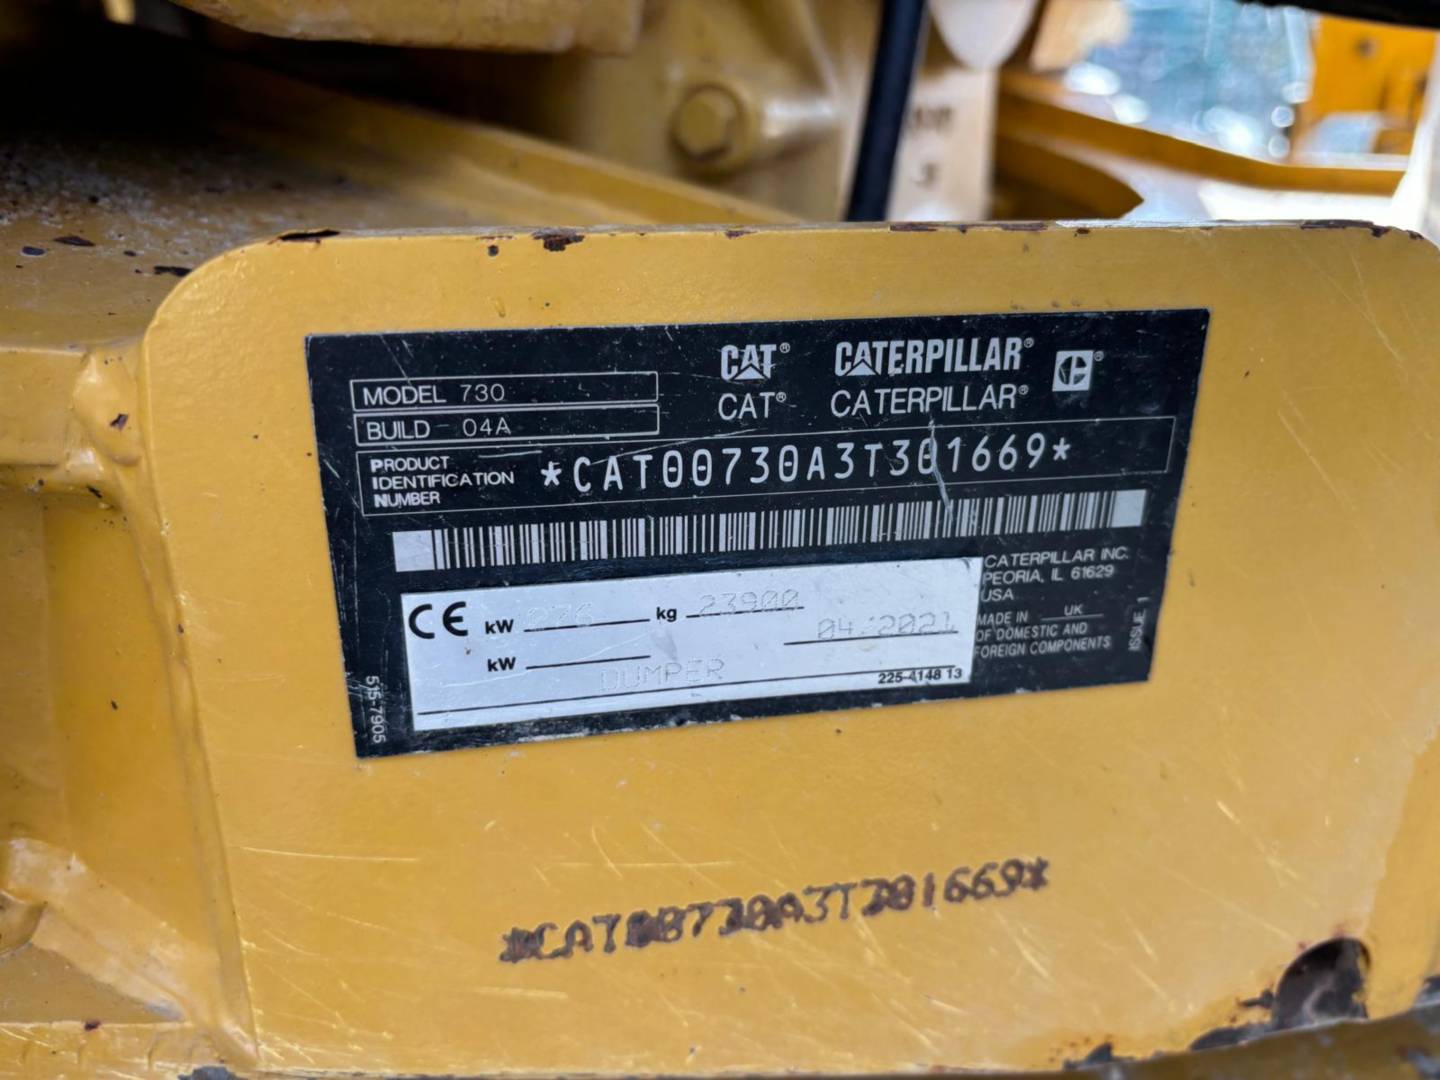 CAT® CATERPILLAR®
CAT® CATERPILLAR®
MODEL 730
BUILD 04A
PRODUCT
IDENTIFICATION
NUMBER
*CAT00730A3T301669*
CATERPILLAR INC.
PEORIA, IL 61629
USA
MADE IN UK
OF DOMESTIC AND
FOREIGN COMPONENTS
ISSUE 1
CE kW 276 kg 23900
04/2021
kW
DUMPER
225-4148 13
515-7905
*CAT00730A3T301669*